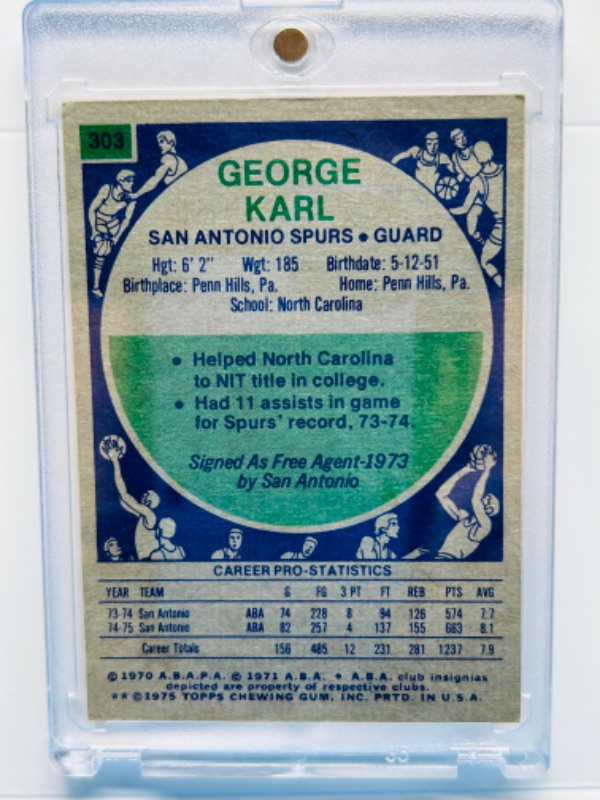 303
GEORGE
KARL
SAN ANTONIO SPURS • GUARD
Hgt: 6' 2" Wgt: 185 Birthdate: 5-12-51
Birthplace: Penn Hills, Pa. Home: Penn Hills, Pa.
School: North Carolina
• Helped North Carolina
to NIT title in college.
• Had 11 assists in game
for Spurs' record, 73-74.
Signed As Free Agent-1973
by San Antonio
CAREER PRO-STATISTICS
YEAR TEAM G FG 3 PT FT REB PTS AVG
73-74 San Antonio ABA 74 228 8 94 126 574 7.7
74-75 San Antonio ABA 82 257 4 137 155 663 8.1
Career Totals 156 485 12 231 281 1237 7.9
© 1970 A.B.A.P.A. © 1971 A.B.A. ♦ A.B.A. club insignias
depicted are property of respective clubs.
** © 1975 TOPPS CHEWING GUM, INC. PRTD. IN U.S.A.
35